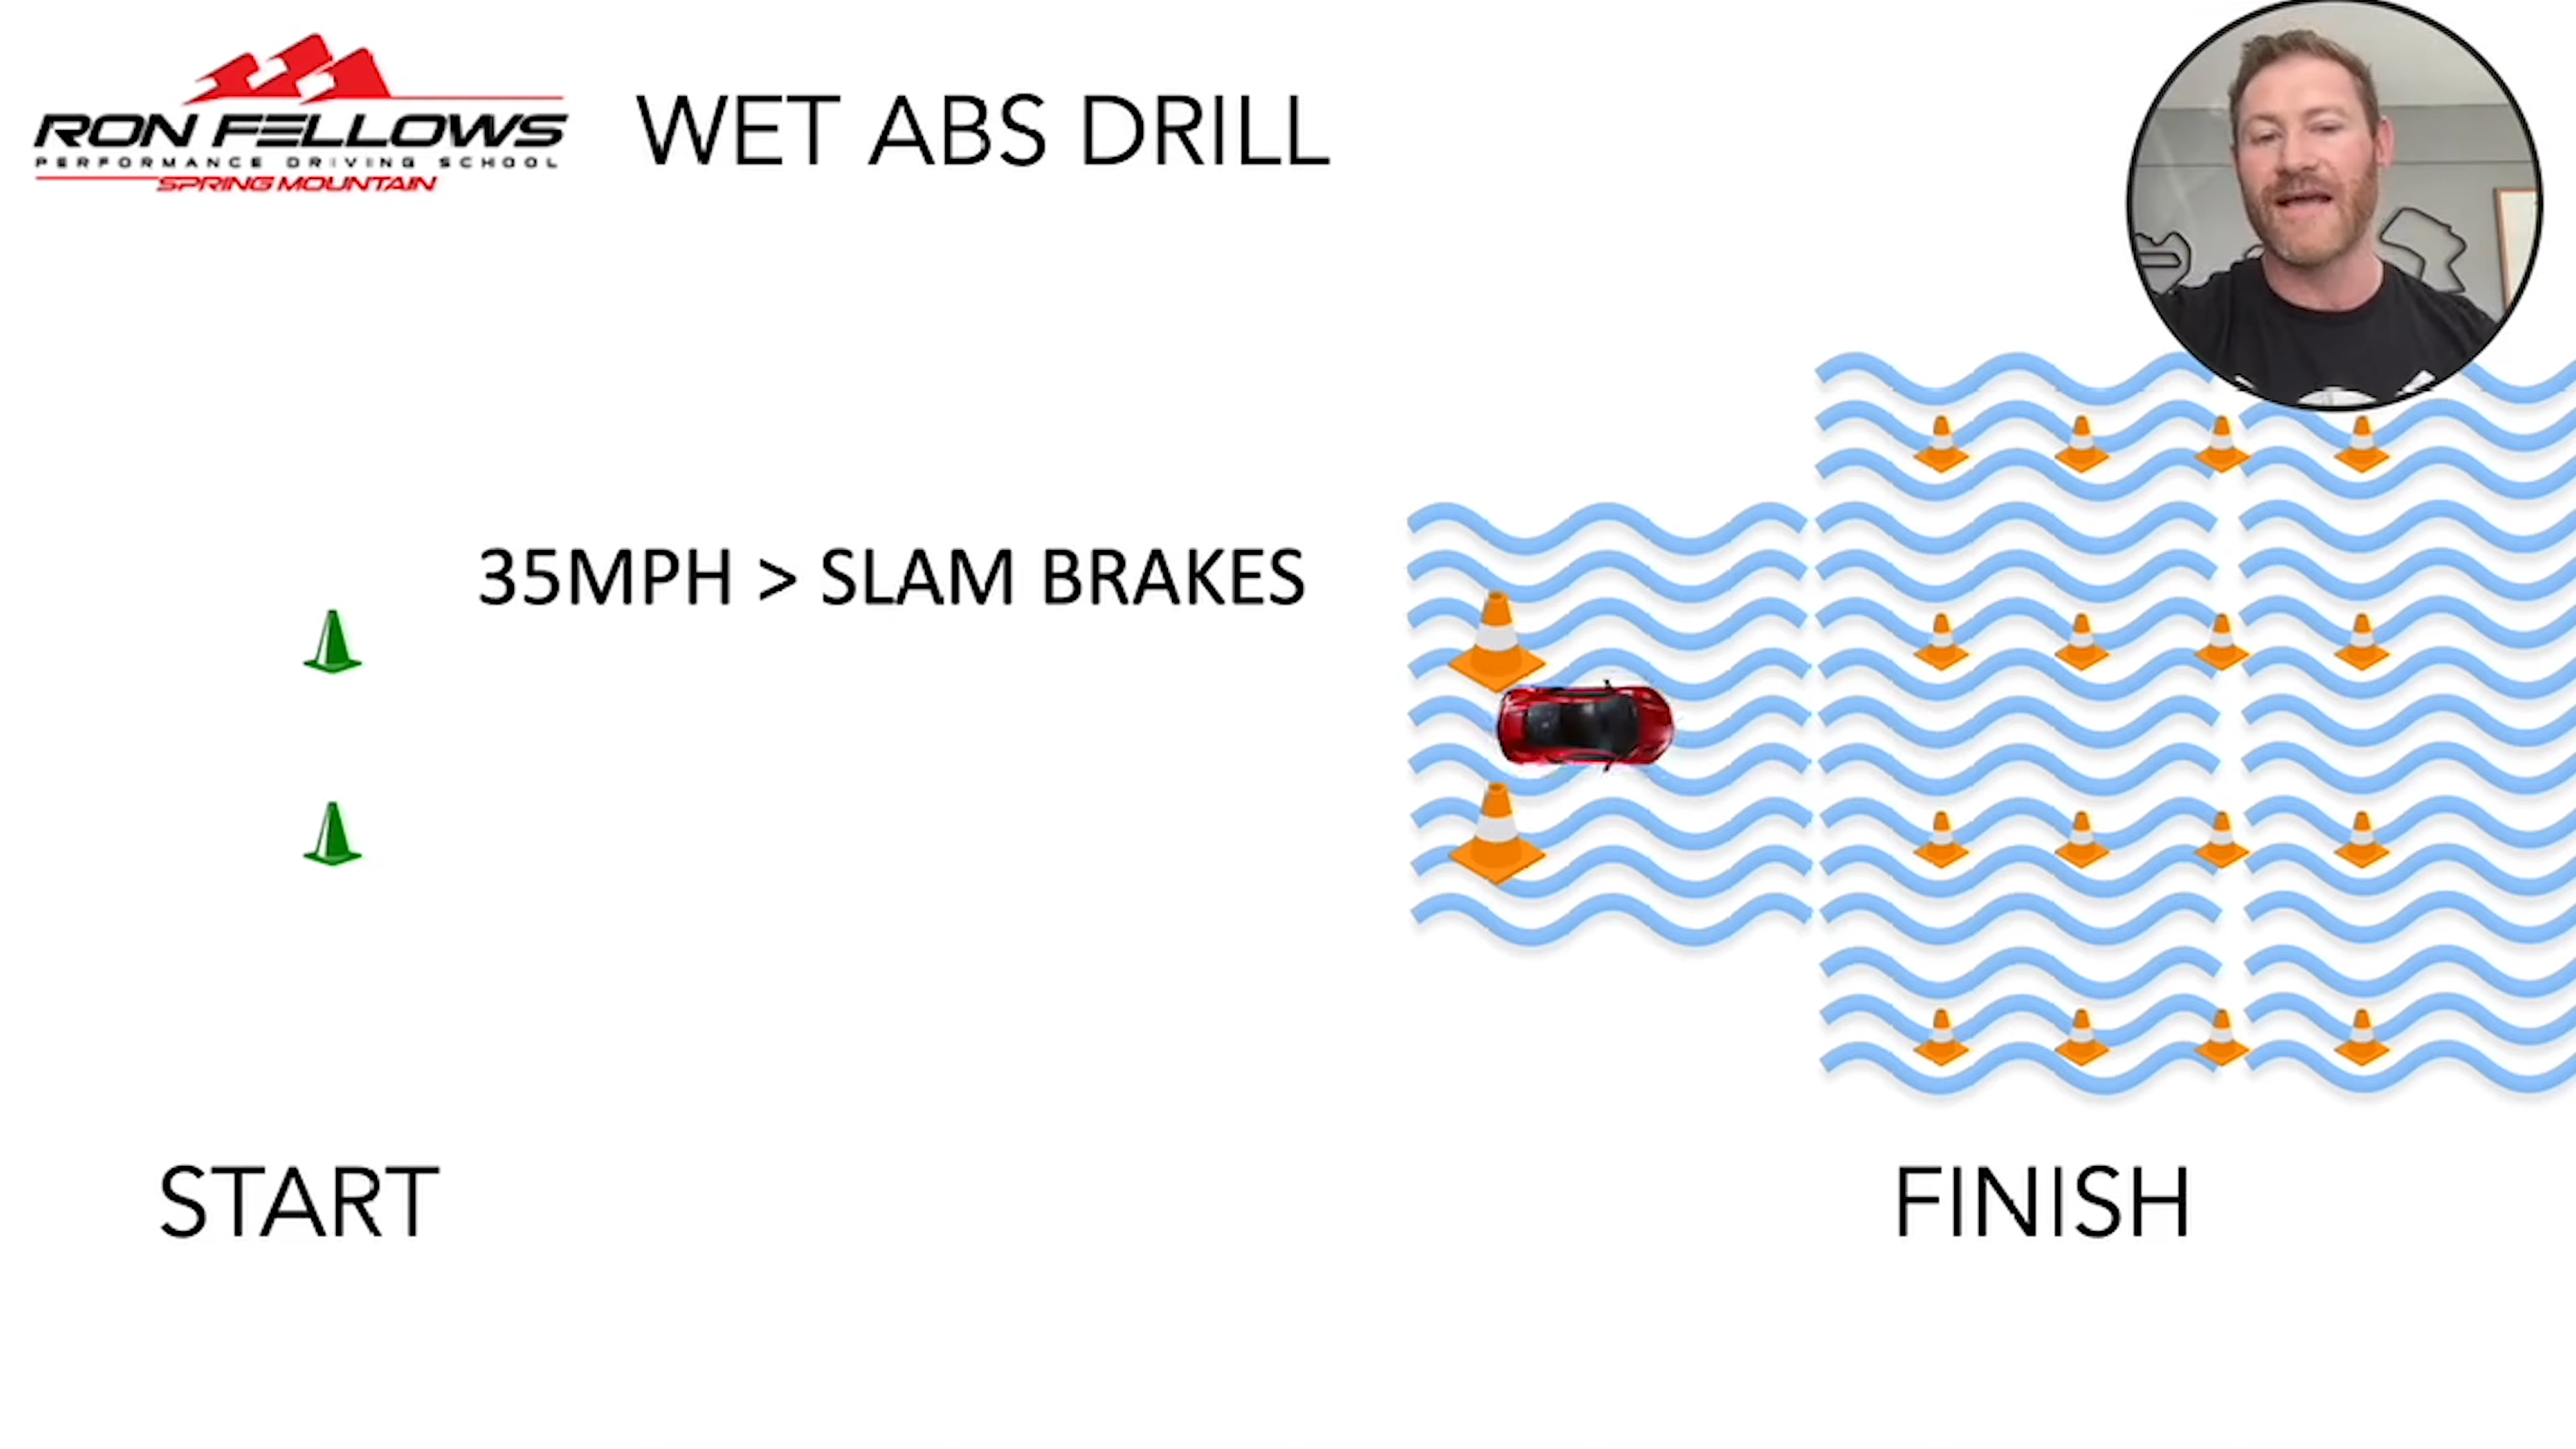 RON FELLOWS
PERFORMANCE DRIVING SCHOOL
SPRING MOUNTAIN
WET ABS DRILL
35MPH > SLAM BRAKES
START
FINISH